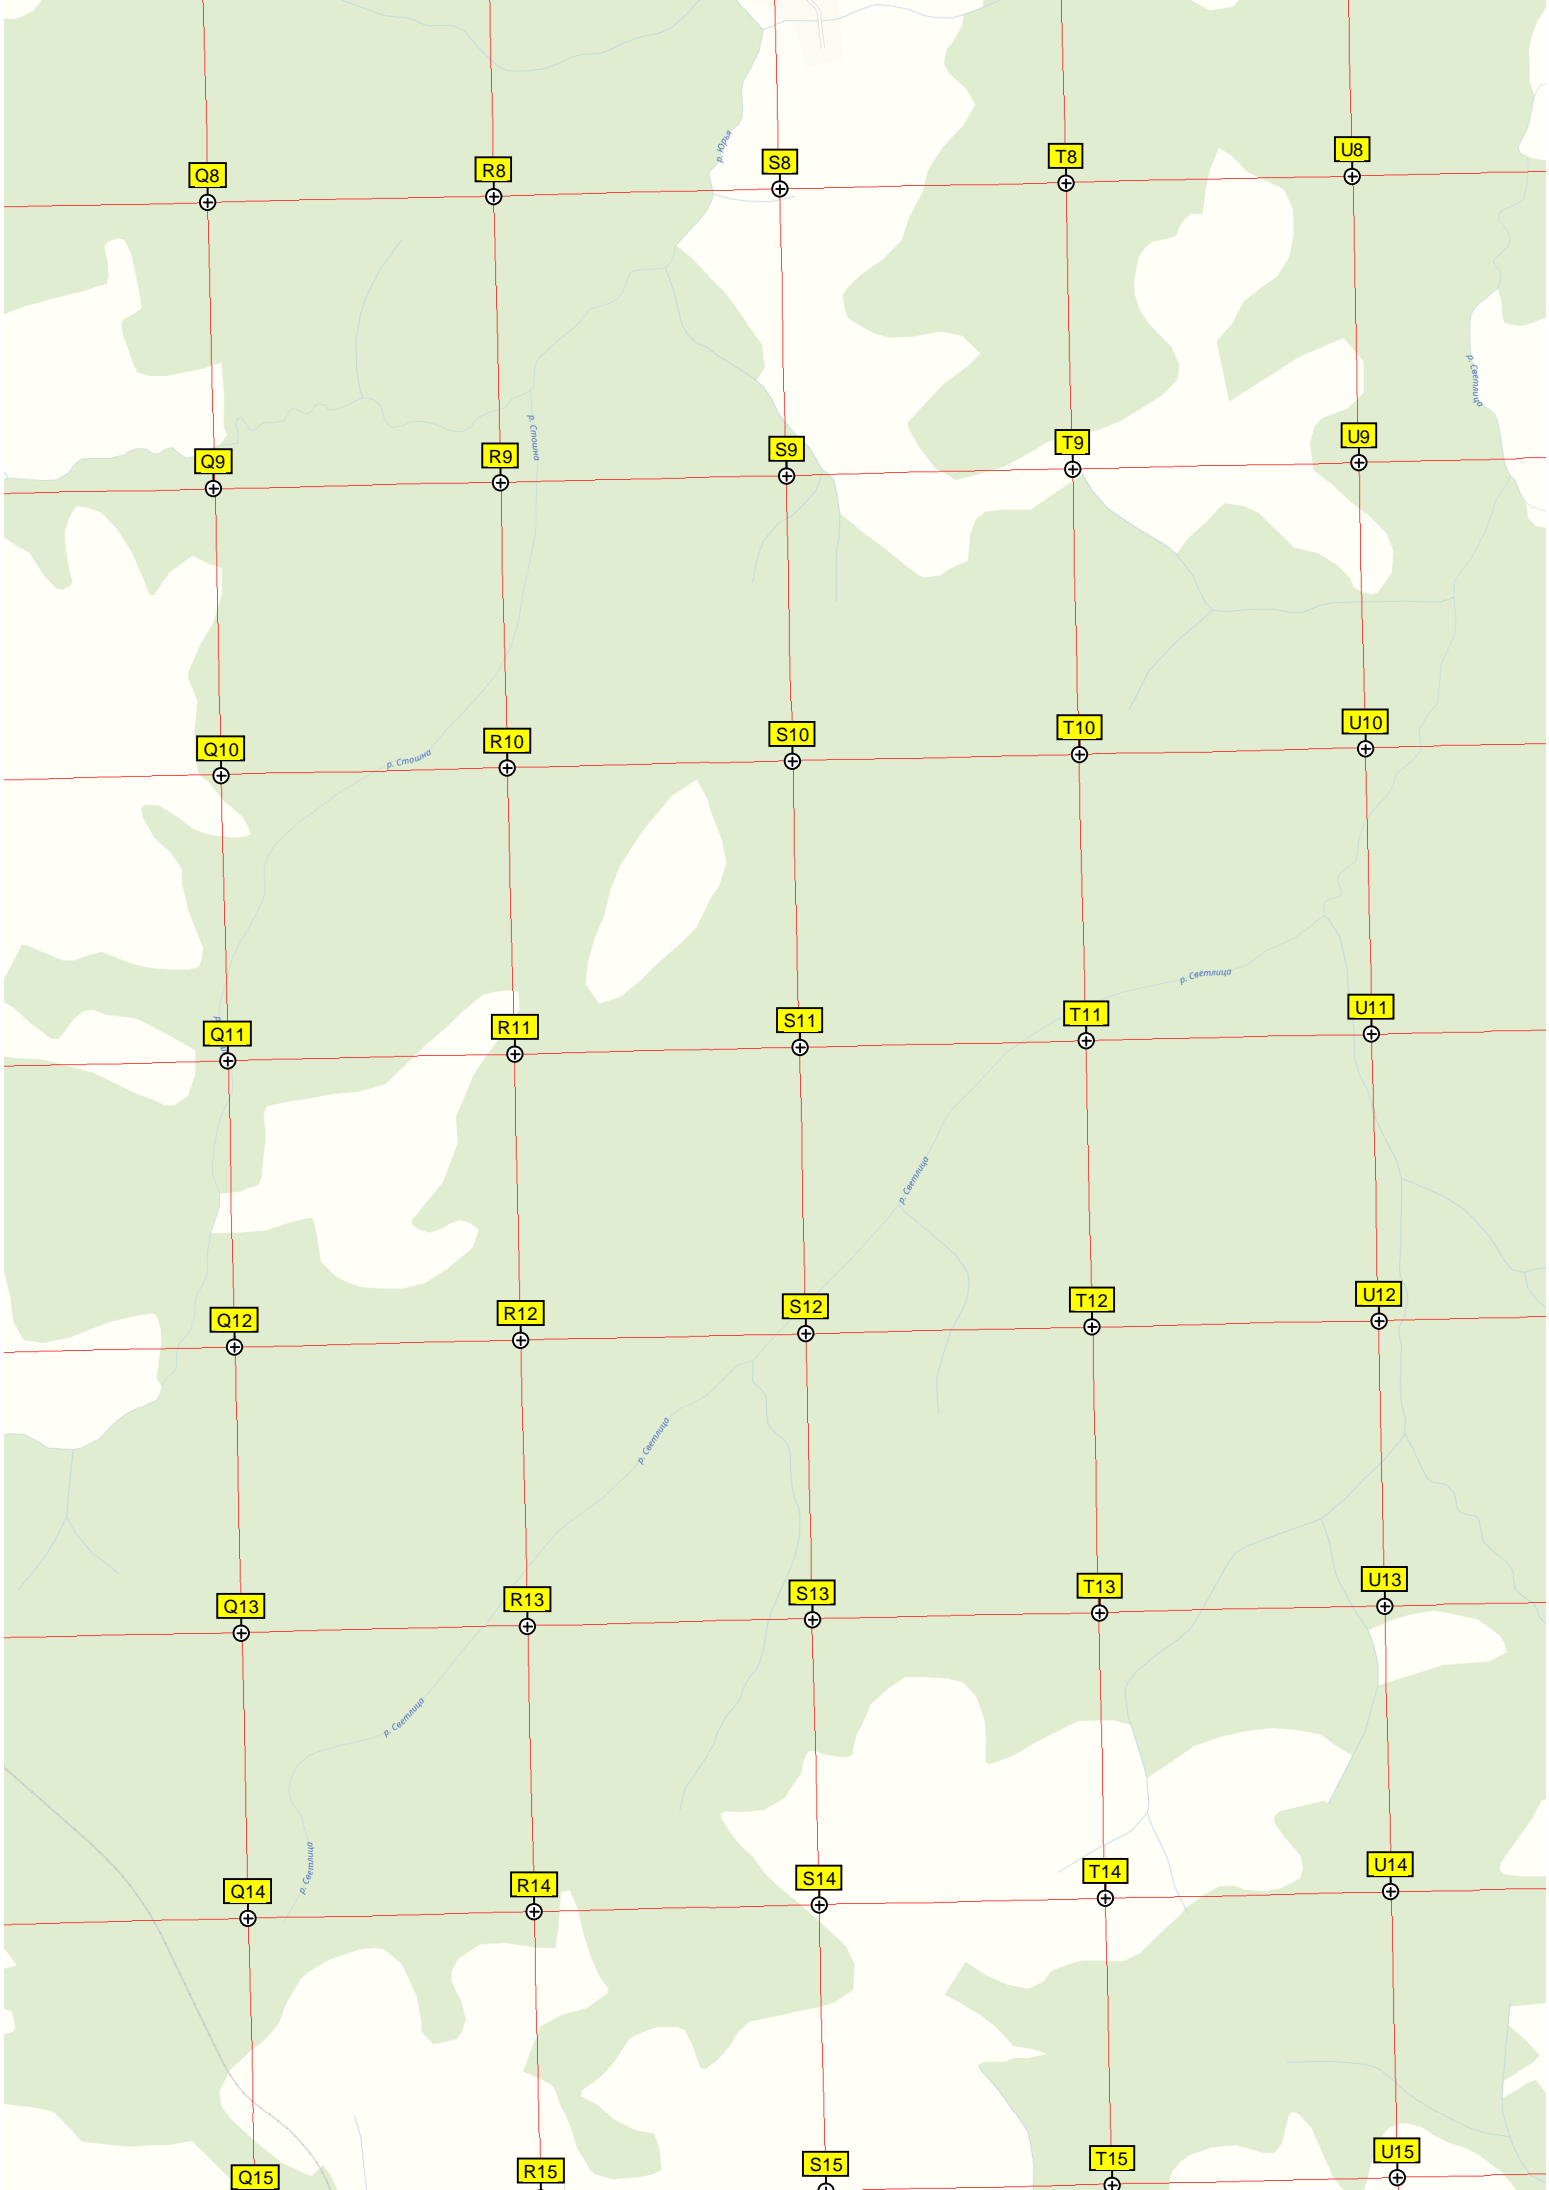 р. Юрья
Q8
R8
S8
T8
U8
р. Светлица
р. Стошна
Q9
R9
S9
T9
U9
Q10
R10
S10
T10
U10
р. Стошна
р. Светлица
Q11
R11
S11
T11
U11
р. Светлица
Q12
R12
S12
T12
U12
р. Светлица
Q13
R13
S13
T13
U13
р. Светлица
р. Светлица
Q14
R14
S14
T14
U14
Q15
R15
S15
T15
U15